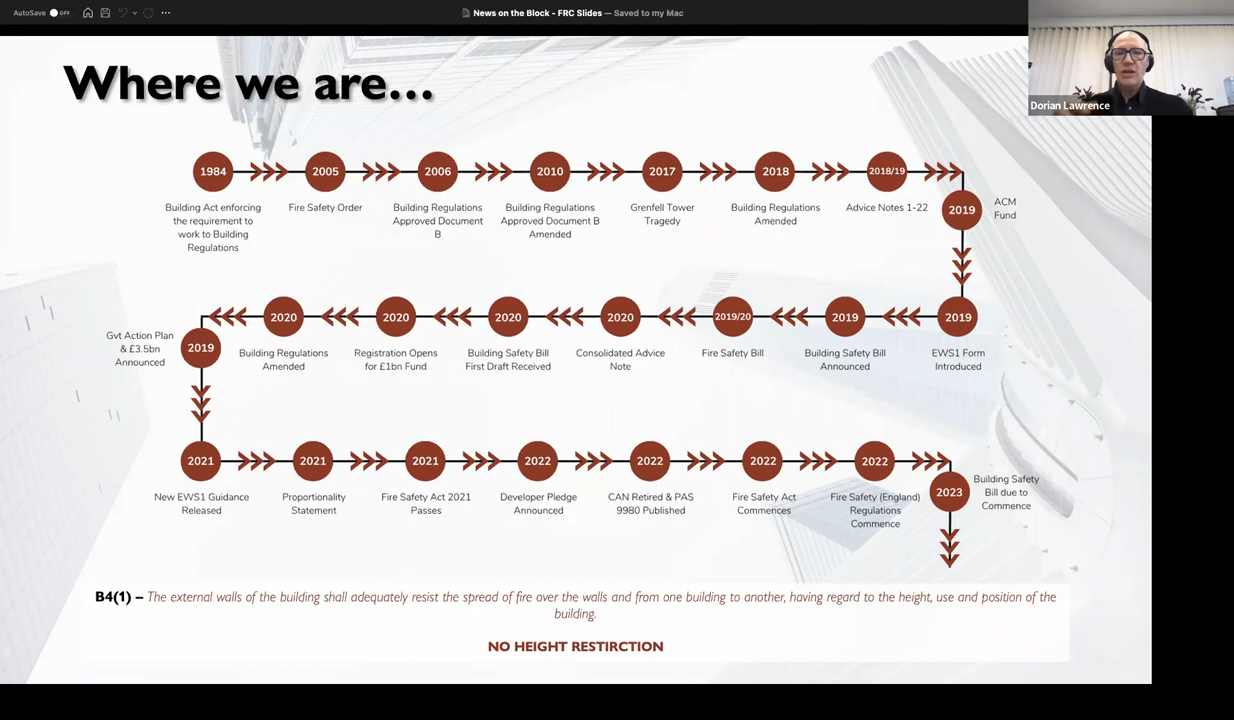 AutoSave OFF
News on the Block - FRC Slides — Saved to my Mac
Dorian Lawrence
Where we are...
1984
Building Act enforcing
the requirement to
work to Building
Regulations
2005
Fire Safety Order
2006
Building Regulations
Approved Document
B
2010
Building Regulations
Approved Document B
Amended
2017
Grenfell Tower
Tragedy
2018
Building Regulations
Amended
2018/19
Advice Notes 1-22
2019
ACM
Fund
2019
EWS1 Form
Introduced
2019
Building Safety Bill
Announced
2019/20
Fire Safety Bill
2020
Consolidated Advice
Note
2020
Building Safety Bill
First Draft Received
2020
Registration Opens
for £1bn Fund
2020
Building Regulations
Amended
2019
Gvt Action Plan
& £3.5bn
Announced
2021
New EWS1 Guidance
Released
2021
Proportionality
Statement
2021
Fire Safety Act 2021
Passes
2022
Developer Pledge
Announced
2022
CAN Retired & PAS
9980 Published
2022
Fire Safety Act
Commences
2022
Fire Safety (England)
Regulations
Commence
2023
Building Safety
Bill due to
Commence
B4(1) – The external walls of the building shall adequately resist the spread of fire over the walls and from one building to another, having regard to the height, use and position of the
building.
NO HEIGHT RESTIRCTION